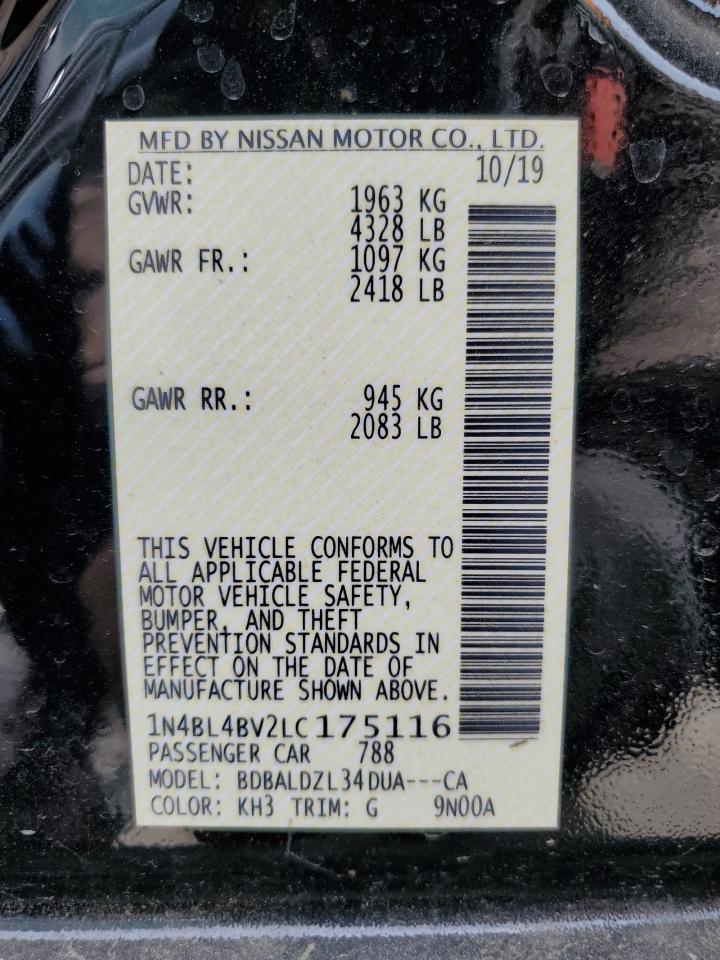 MFD BY NISSAN MOTOR CO., LTD.
DATE: 10/19
GVWR: 1963 KG
4328 LB
GAWR FR.: 1097 KG
2418 LB
GAWR RR.: 945 KG
2083 LB
THIS VEHICLE CONFORMS TO
ALL APPLICABLE FEDERAL
MOTOR VEHICLE SAFETY,
BUMPER, AND THEFT
PREVENTION STANDARDS IN
EFFECT ON THE DATE OF
MANUFACTURE SHOWN ABOVE.
1N4BL4BV2LC175116
PASSENGER CAR 788
MODEL: BDBALDZL34DUA---CA
COLOR: KH3 TRIM: G 9N00A